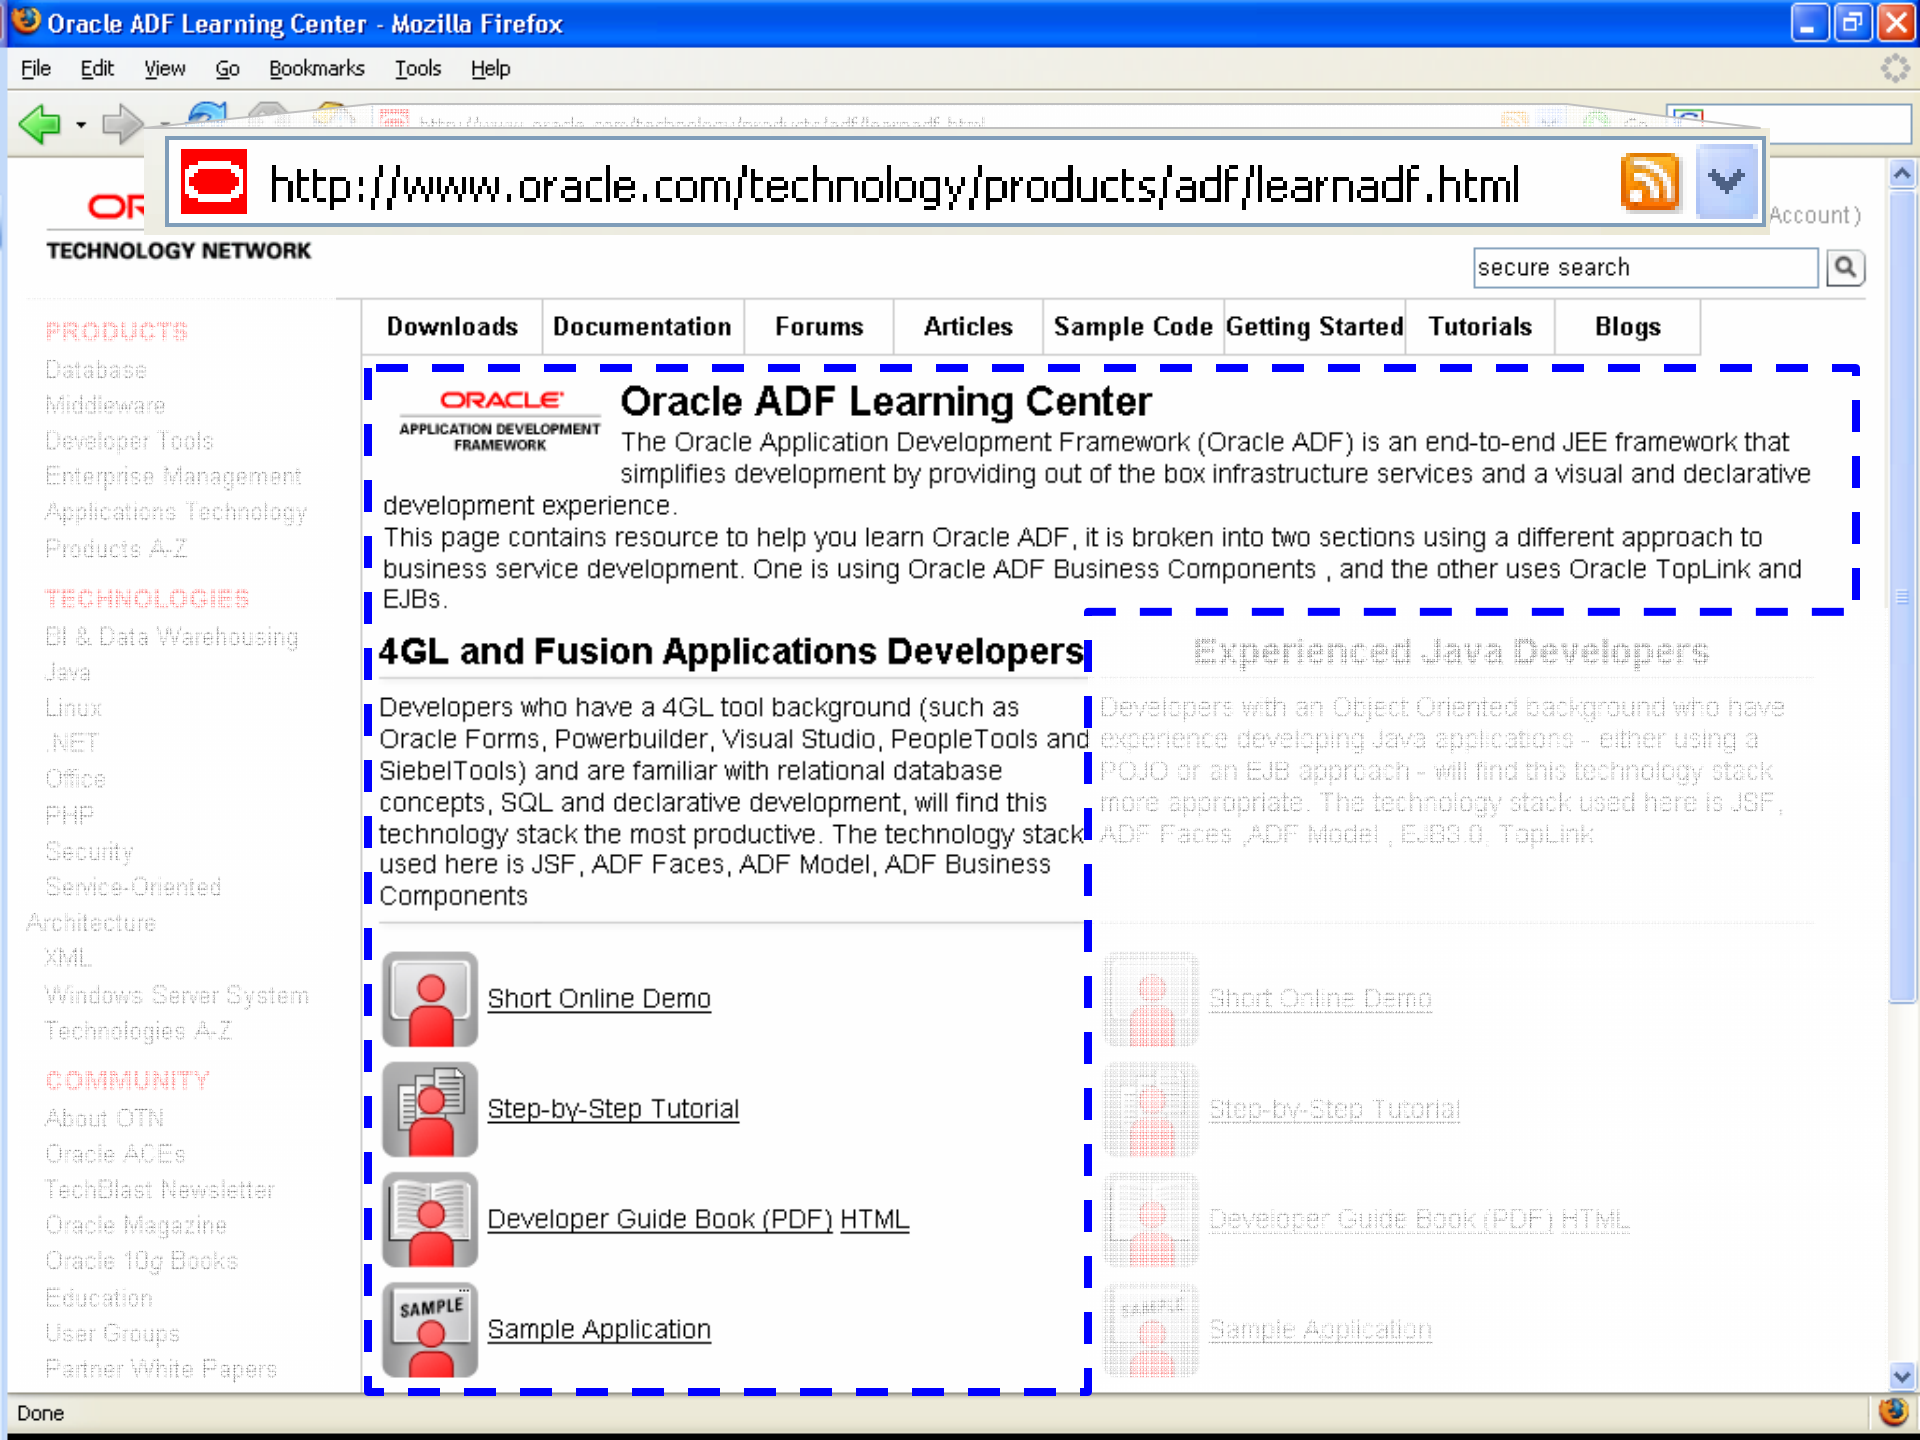 Oracle ADF Learning Center - Mozilla Firefox
File Edit View Go Bookmarks Tools Help
http://www.oracle.com/technology/products/adf/learnadf.html
http://www.oracle.com/technology/products/adf/learnadf.html
Account)
TECHNOLOGY NETWORK
secure search
Downloads Documentation Forums Articles Sample Code Getting Started Tutorials Blogs
PRODUCTS
Database
Middleware
Developer Tools
Enterprise Management
Applications Technology
Products A-Z
TECHNOLOGIES
BI & Data Warehousing
Java
Linux
.NET
Office
PHP
Security
Service-Oriented
Architecture
XML
Windows Server System
Technologies A-Z
COMMUNITY
About OTN
Oracle ACEs
TechBlast Newsletter
Oracle Magazine
Oracle 10g Books
Education
User Groups
Partner White Papers
ORACLE
APPLICATION DEVELOPMENT
FRAMEWORK
Oracle ADF Learning Center
The Oracle Application Development Framework (Oracle ADF) is an end-to-end JEE framework that
simplifies development by providing out of the box infrastructure services and a visual and declarative
development experience.
This page contains resource to help you learn Oracle ADF, it is broken into two sections using a different approach to
business service development. One is using Oracle ADF Business Components , and the other uses Oracle TopLink and
EJBs.
4GL and Fusion Applications Developers
Developers who have a 4GL tool background (such as
Oracle Forms, Powerbuilder, Visual Studio, PeopleTools and
SiebelTools) and are familiar with relational database
concepts, SQL and declarative development, will find this
technology stack the most productive. The technology stack
used here is JSF, ADF Faces, ADF Model, ADF Business
Components
Short Online Demo
Step-by-Step Tutorial
Developer Guide Book (PDF) HTML
SAMPLE
Sample Application
Experienced Java Developers
Developers with an Object Oriented background who have
experience developing Java applications - either using a
POJO or an EJB approach - will find this technology stack
more appropriate. The technology stack used here is JSF,
ADF Faces ,ADF Model , EJB3.0, TopLink
Short Online Demo
Step-by-Step Tutorial
Developer Guide Book (PDF) HTML
SAMPLE
Sample Application
Done